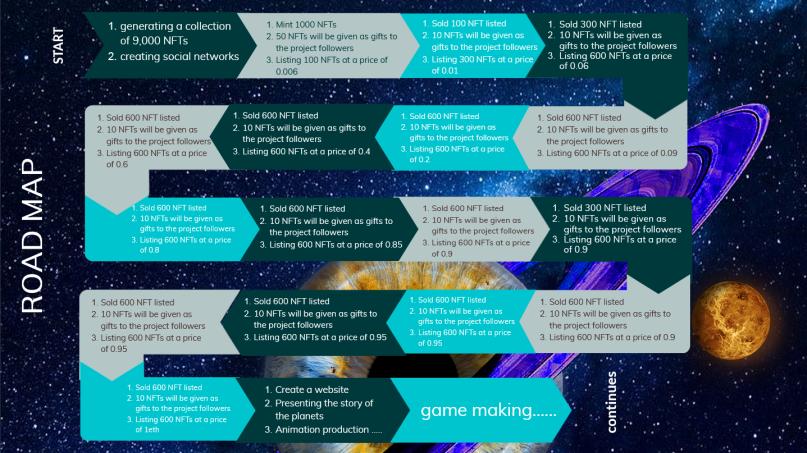 ROAD MAP
START
1. generating a collection
of 9,000 NFTs
2. creating social networks
1. Mint 1000 NFTs
2. 50 NFTs will be given as gifts to
the project followers
3. Listing 100 NFTs at a price of
0.006
1. Sold 100 NFT listed
2. 10 NFTs will be given as
gifts to the project followers
3. Listing 300 NFTs at a price
of 0.01
1. Sold 300 NFT listed
2. 10 NFTs will be given as
gifts to the project followers
3. Listing 600 NFTs at a price
of 0.06
1. Sold 600 NFT listed
2. 10 NFTs will be given as gifts to
the project followers
3. Listing 600 NFTs at a price of 0.09
1. Sold 600 NFT listed
2. 10 NFTs will be given as
gifts to the project followers
3. Listing 600 NFTs at a price
of 0.2
1. Sold 600 NFT listed
2. 10 NFTs will be given as gifts to
the project followers
3. Listing 600 NFTs at a price of 0.4
1. Sold 600 NFT listed
2. 10 NFTs will be given as
gifts to the project followers
3. Listing 600 NFTs at a price
of 0.6
1. Sold 600 NFT listed
2. 10 NFTs will be given as
gifts to the project followers
3. Listing 600 NFTs at a price
of 0.8
1. Sold 600 NFT listed
2. 10 NFTs will be given as gifts to
the project followers
3. Listing 600 NFTs at a price of 0.85
1. Sold 600 NFT listed
2. 10 NFTs will be given as
gifts to the project followers
3. Listing 600 NFTs at a price
of 0.9
1. Sold 300 NFT listed
2. 10 NFTs will be given as
gifts to the project followers
3. Listing 600 NFTs at a price
of 0.9
1. Sold 600 NFT listed
2. 10 NFTs will be given as gifts to
the project followers
3. Listing 600 NFTs at a price of 0.9
1. Sold 600 NFT listed
2. 10 NFTs will be given as
gifts to the project followers
3. Listing 600 NFTs at a price of
0.95
1. Sold 600 NFT listed
2. 10 NFTs will be given as gifts to
the project followers
3. Listing 600 NFTs at a price of 0.95
1. Sold 600 NFT listed
2. 10 NFTs will be given as
gifts to the project followers
3. Listing 600 NFTs at a price
of 0.95
1. Sold 600 NFT listed
2. 10 NFTs will be given as
gifts to the project followers
3. Listing 600 NFTs at a price
of 1eth
1. Create a website
2. Presenting the story of
the planets
3. Animation production .....
game making......
continues